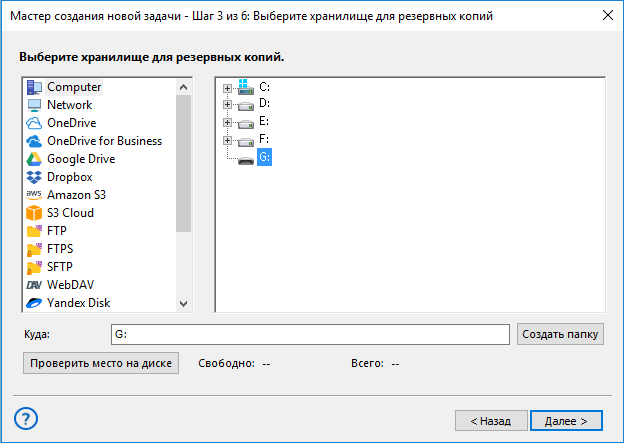 Мастер создания новой задачи - Шаг 3 из 6: Выберите хранилище для резервных копий
Выберите хранилище для резервных копий.
Computer
Network
OneDrive
OneDrive for Business
Google Drive
Dropbox
aws Amazon S3
S3 Cloud
FTP
FTPS
SFTP
DAV WebDAV
Yandex Disk
C:
D:
E:
F:
G:
Куда: G: Создать папку
Проверить место на диске Свободно: -- Всего: --
? < Назад Далее >